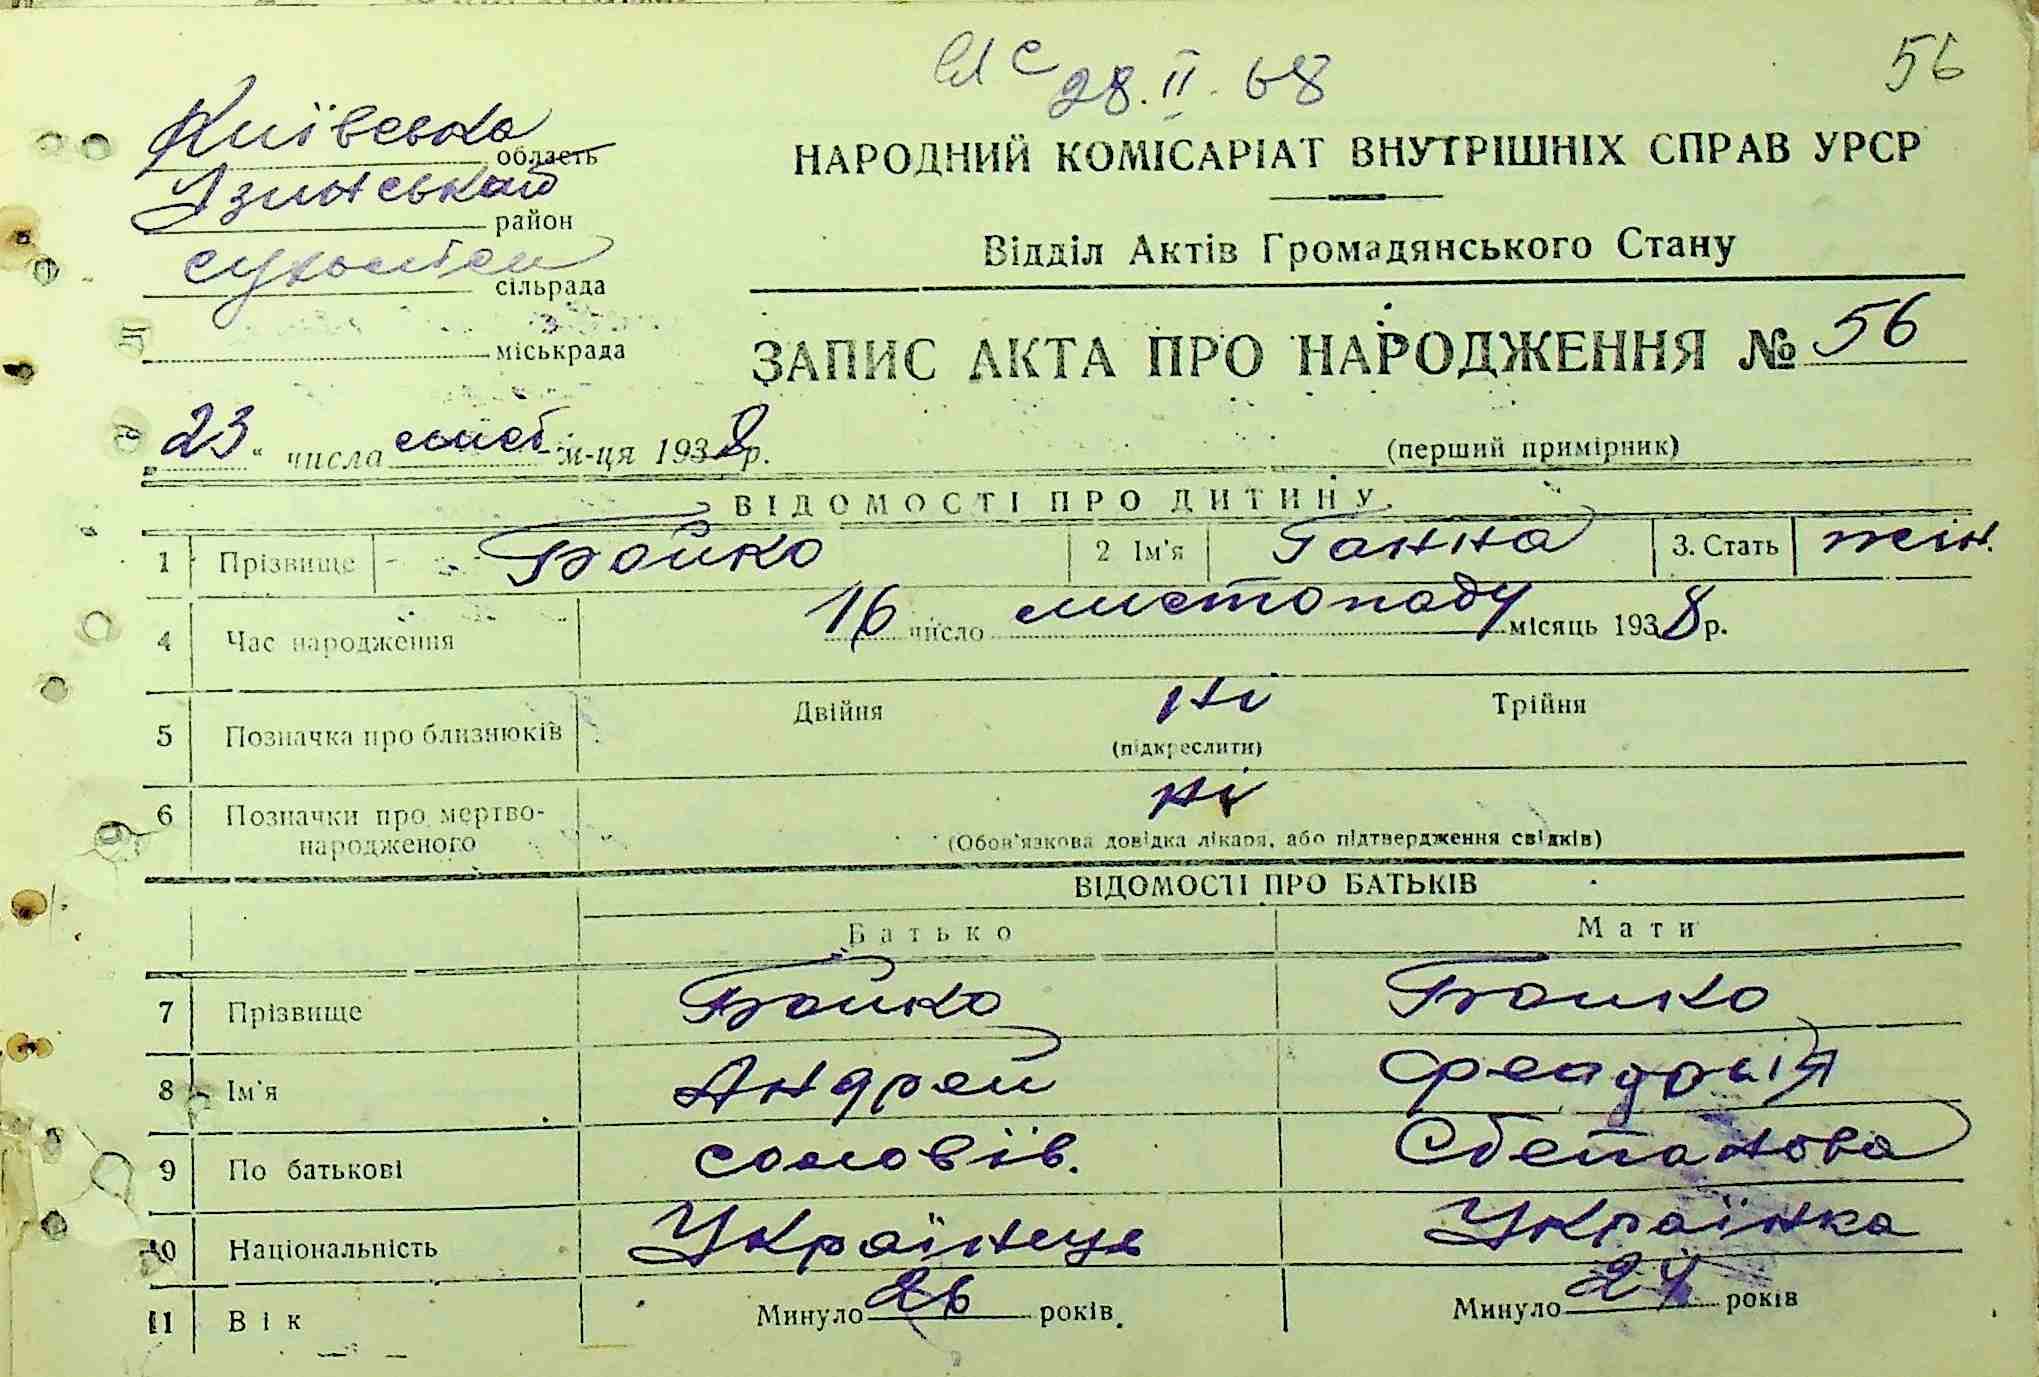 28.II.68
56
Київська область
Узинський район
сільрада
міськрада
НАРОДНИЙ КОМІСАРІАТ ВНУТРІШНІХ СПРАВ УРСР
Відділ Актів Громадянського Стану
ЗАПИС АКТА ПРО НАРОДЖЕННЯ № 56
„23“ числа лист. м-ця 1938 р.
(перший примірник)
ВІДОМОСТІ ПРО ДИТИНУ
1 Прізвище Бойко 2 Ім'я Ганна 3. Стать жін.
4 Час народження 16 число листопаду місяць 1938 р.
5 Позначка про близнюків Двійня ні Трійня
(підкреслити)
6 Позначки про мертво-
народженого ні
(Обов'язкова довідка лікаря, або підтвердження свідків)
ВІДОМОСТІ ПРО БАТЬКІВ
Батько Мати
7 Прізвище Бойко Бойко
8 Ім'я Андрей
9 По батькові Степанова
10 Національність Українець Українка
11 Вік Минуло 26 років. Минуло 24 років